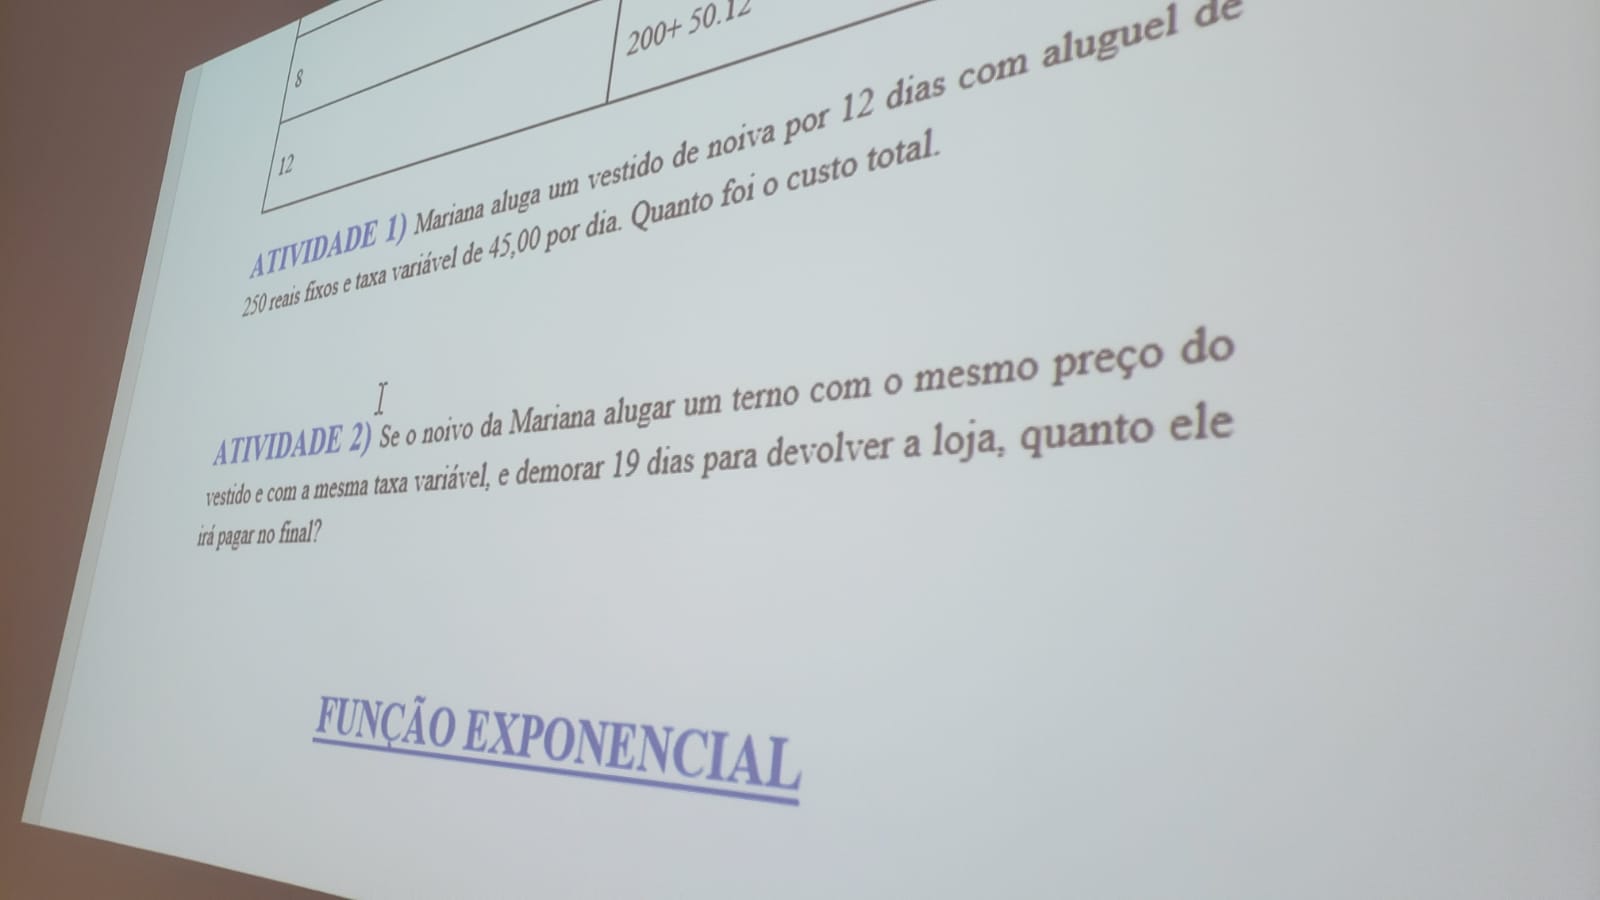 8
200+ 50.12
12
ATIVIDADE 1) Mariana aluga um vestido de noiva por 12 dias com aluguel de
250 reais fixos e taxa variável de 45,00 por dia. Quanto foi o custo total.
ATIVIDADE 2) Se o noivo da Mariana alugar um terno com o mesmo preço do
vestido e com a mesma taxa variável, e demorar 19 dias para devolver a loja, quanto ele
irá pagar no final?
FUNÇÃO EXPONENCIAL